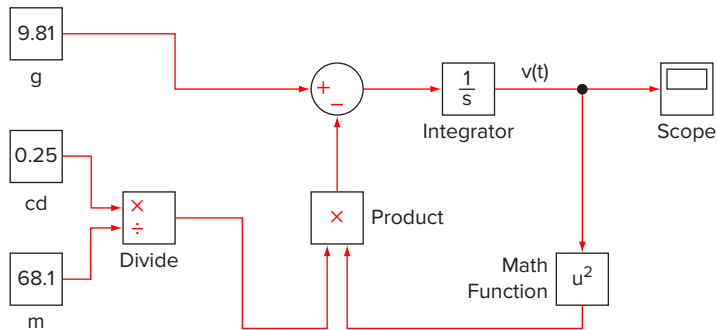 9.81
g
+
−
1
s
Integrator
v(t)
Scope
0.25
cd
×
÷
Divide
68.1
m
×
Product
Math
Function
u²